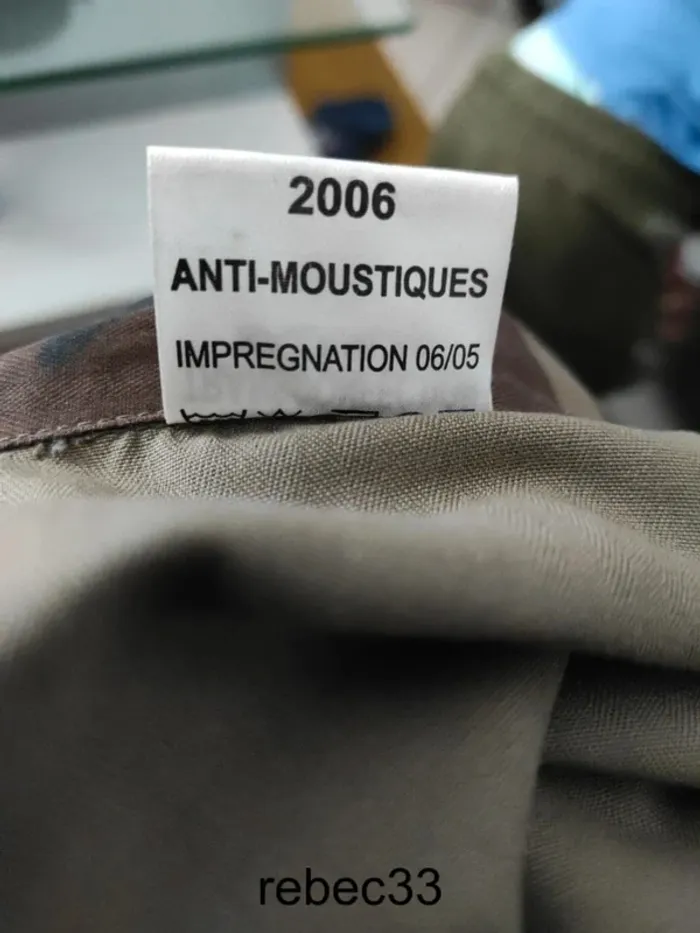 2006
ANTI-MOUSTIQUES
IMPREGNATION 06/05
rebec33